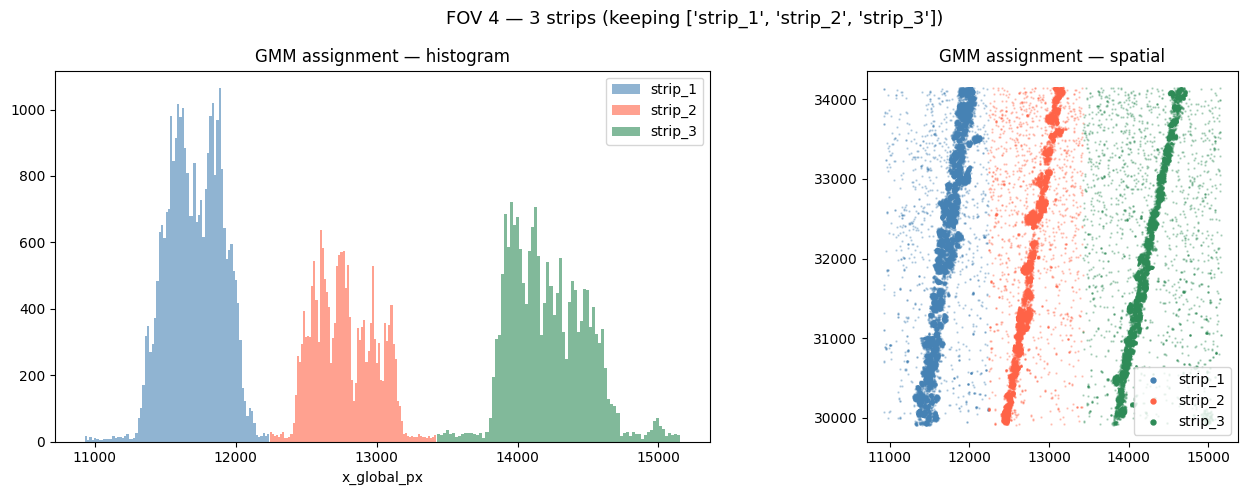 FOV 4 — 3 strips (keeping ['strip_1', 'strip_2', 'strip_3'])
GMM assignment — histogram
1000
800
600
400
200
0
11000 12000 13000 14000 15000
x_global_px
strip_1
strip_2
strip_3
GMM assignment — spatial
34000
33000
32000
31000
30000
11000 12000 13000 14000 15000
strip_1
strip_2
strip_3